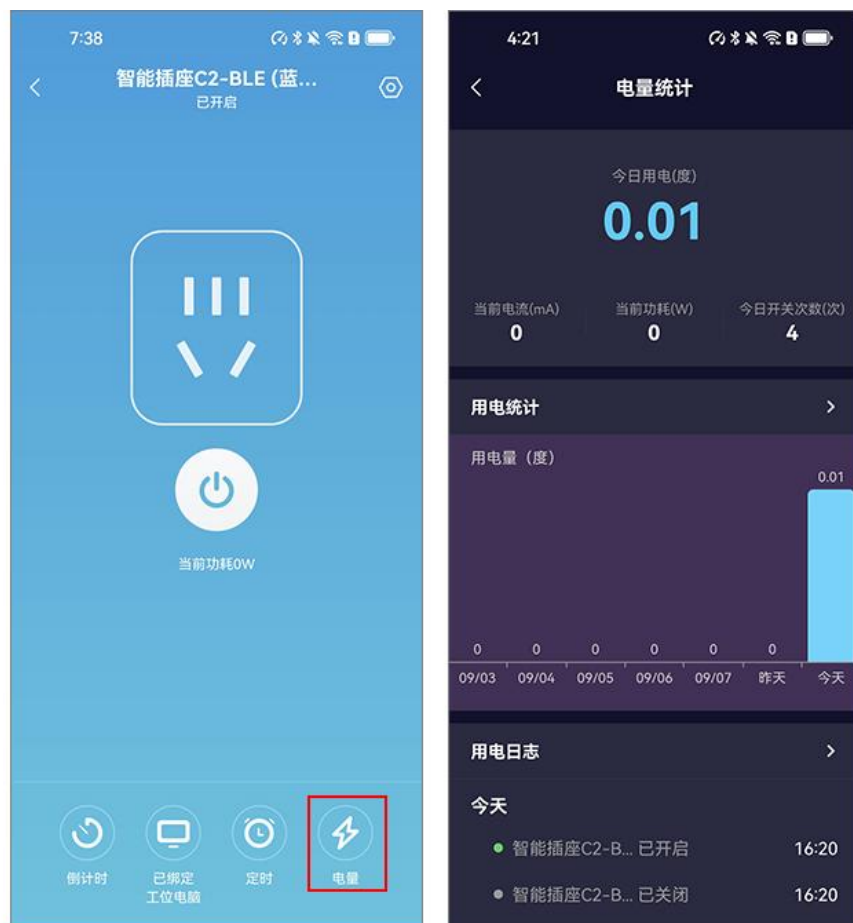 7:38
智能插座C2-BLE (蓝...
已开启
当前功耗0W
倒计时
已绑定
工位电脑
定时
电量
4:21
电量统计
今日用电(度)
0.01
当前电流(mA) 当前功耗(W) 今日开关次数(次)
0 0 4
用电统计
用电量（度）
0.01
0 0 0 0 0 0
09/03 09/04 09/05 09/06 09/07 昨天 今天
用电日志
今天
智能插座C2-B... 已开启 16:20
智能插座C2-B... 已关闭 16:20